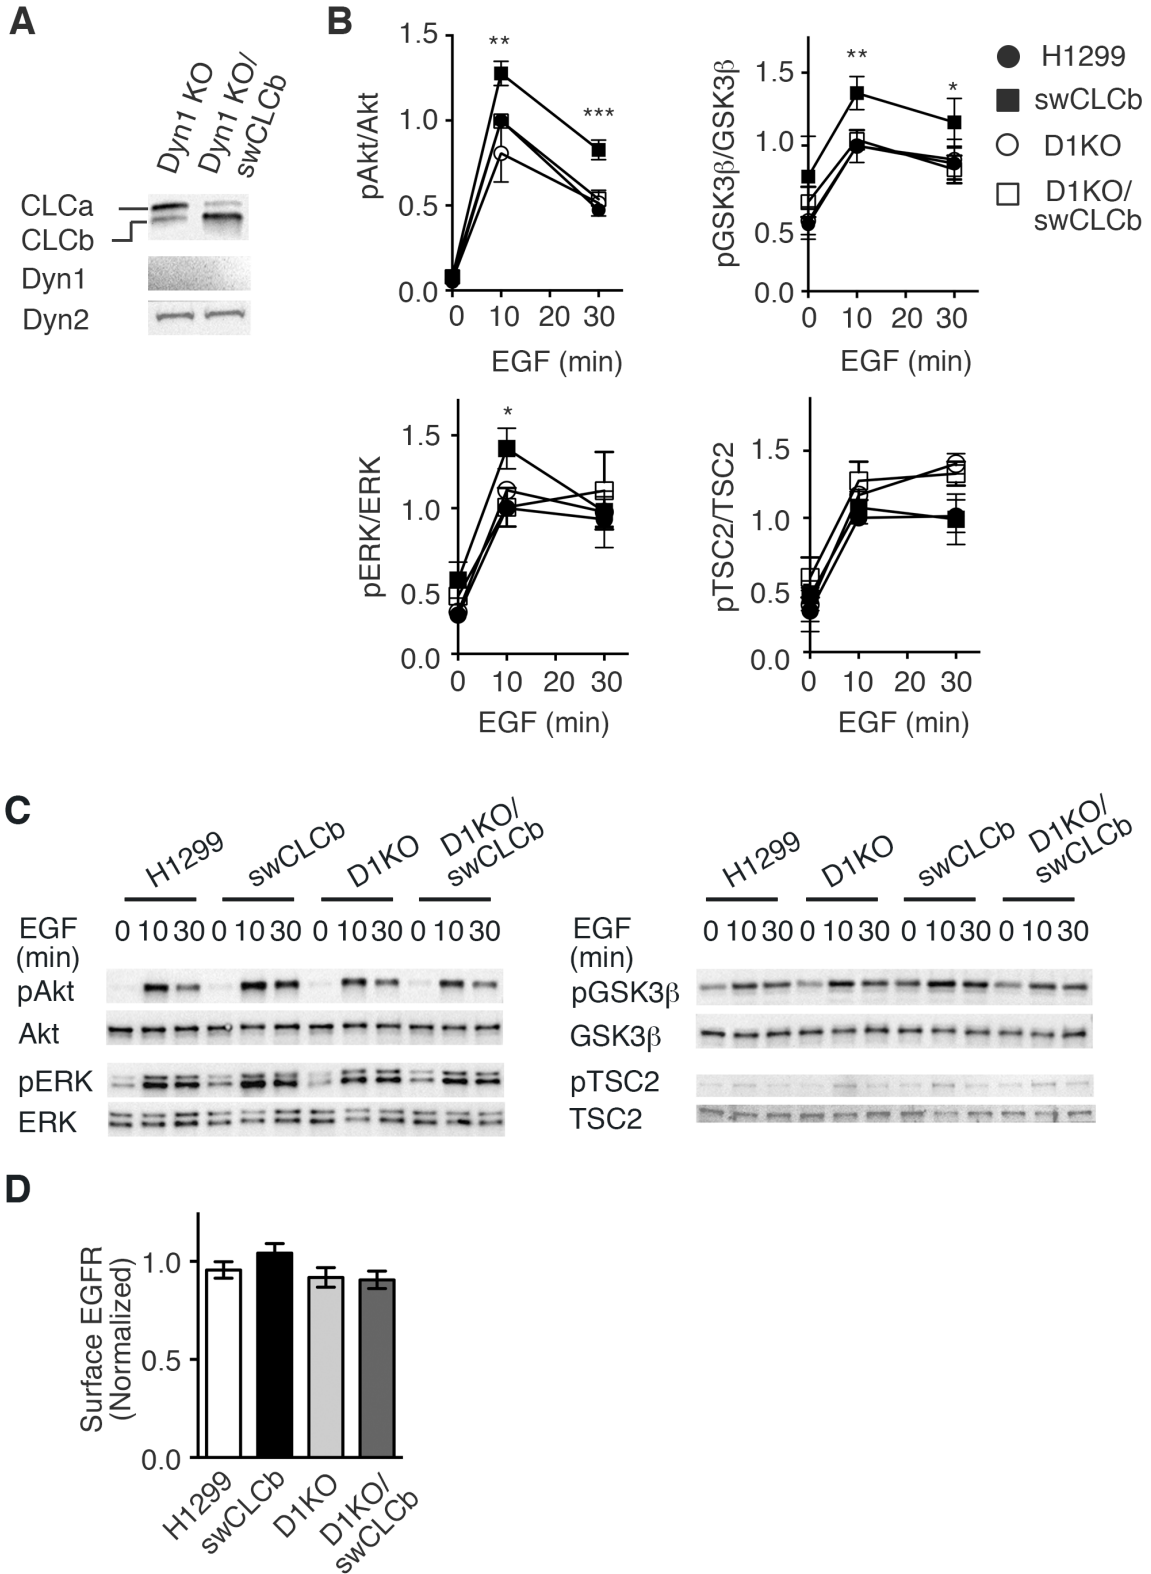 A
Dyn1 KO
Dyn1 KO/
swCLCb
CLCa
CLCb
Dyn1
Dyn2
B
pAkt/Akt
1.5
1.0
0.5
0.0
**
***
0 10 20 30
EGF (min)
pGSK3β/GSK3β
1.5
1.0
0.5
0.0
**
*
0 10 20 30
EGF (min)
H1299
swCLCb
D1KO
D1KO/
swCLCb
pERK/ERK
1.5
1.0
0.5
0.0
*
0 10 20 30
EGF (min)
pTSC2/TSC2
1.5
1.0
0.5
0.0
0 10 20 30
EGF (min)
C
H1299
swCLCb
D1KO
D1KO/
swCLCb
EGF
(min)
0 10 30 0 10 30 0 10 30 0 10 30
pAkt
Akt
pERK
ERK
H1299
D1KO
swCLCb
D1KO/
swCLCb
EGF
(min)
0 10 30 0 10 30 0 10 30 0 10 30
pGSK3β
GSK3β
pTSC2
TSC2
D
Surface EGFR
(Normalized)
1.0
0.5
0.0
H1299
swCLCb
D1KO
D1KO/
swCLCb